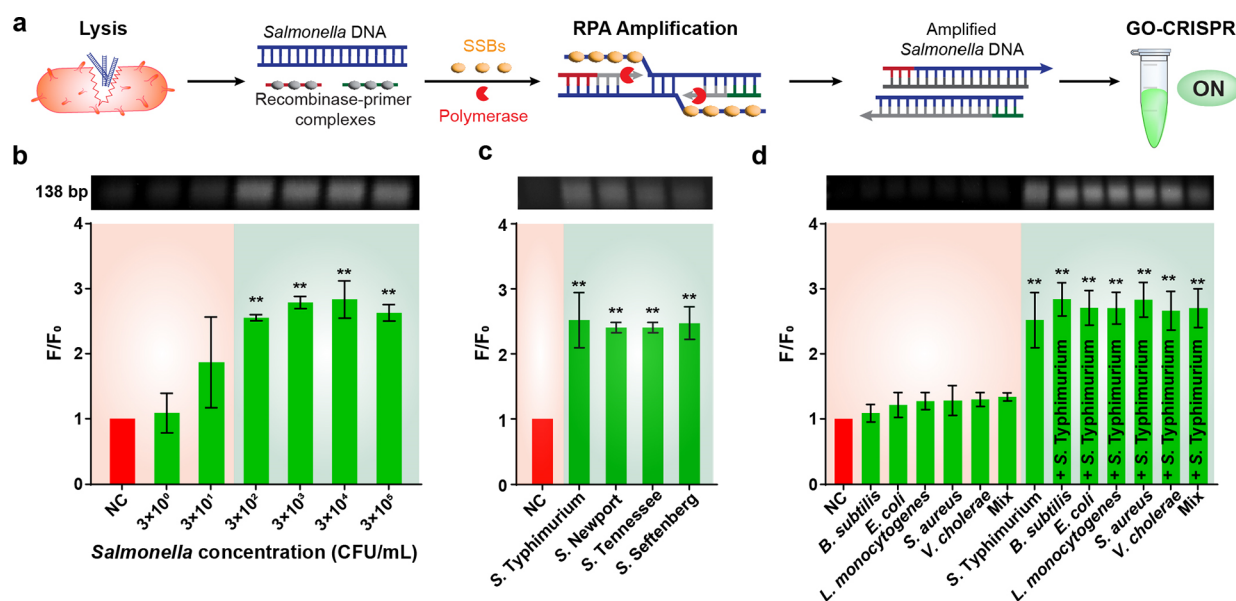 a
Lysis
Salmonella DNA
Recombinase-primer
complexes
SSBs
Polymerase
RPA Amplification
Amplified
Salmonella DNA
GO-CRISPR
ON
b
138 bp
F/F₀
4
3
2
1
0
**
**
**
**
NC
3×10⁰
3×10¹
3×10²
3×10³
3×10⁴
3×10⁵
Salmonella concentration (CFU/mL)
c
F/F₀
4
3
2
1
0
**
**
**
**
NC
S. Typhimurium
S. Newport
S. Tennessee
S. Seftenberg
d
F/F₀
4
3
2
1
0
**
**
**
**
**
**
**
+ S. Typhimurium
+ S. Typhimurium
+ S. Typhimurium
+ S. Typhimurium
+ S. Typhimurium
+ S. Typhimurium
NC
B. subtilis
E. coli
L. monocytogenes
S. aureus
V. cholerae
Mix
S. Typhimurium
B. subtilis
E. coli
L. monocytogenes
S. aureus
V. cholerae
Mix